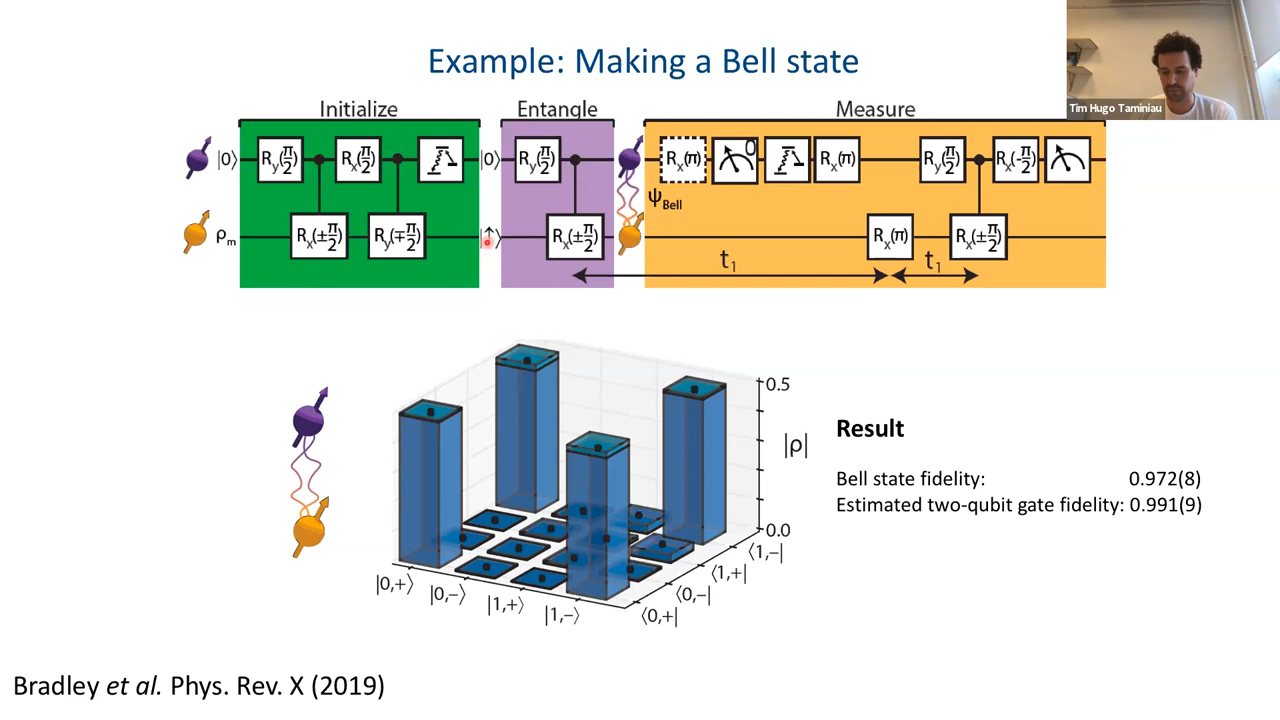 Example: Making a Bell state
Tim Hugo Taminiau
Initialize Entangle Measure
|0⟩ R_y(π/2) R_x(π/2) |0⟩ R_y(π/2) R_x(π) 0 R_x(π) R_y(π/2) R_x(-π/2)
ψ_Bell
ρ_m R_x(±π/2) R_y(∓π/2) |↑⟩ R_x(±π/2) R_x(π) R_x(±π/2)
t_1 t_1
0.5
|ρ|
0.0
|0,+⟩ |0,−⟩ |1,+⟩ |1,−⟩
⟨0,+| ⟨0,−| ⟨1,+| ⟨1,−|
Result
Bell state fidelity: 0.972(8)
Estimated two-qubit gate fidelity: 0.991(9)
Bradley et al. Phys. Rev. X (2019)